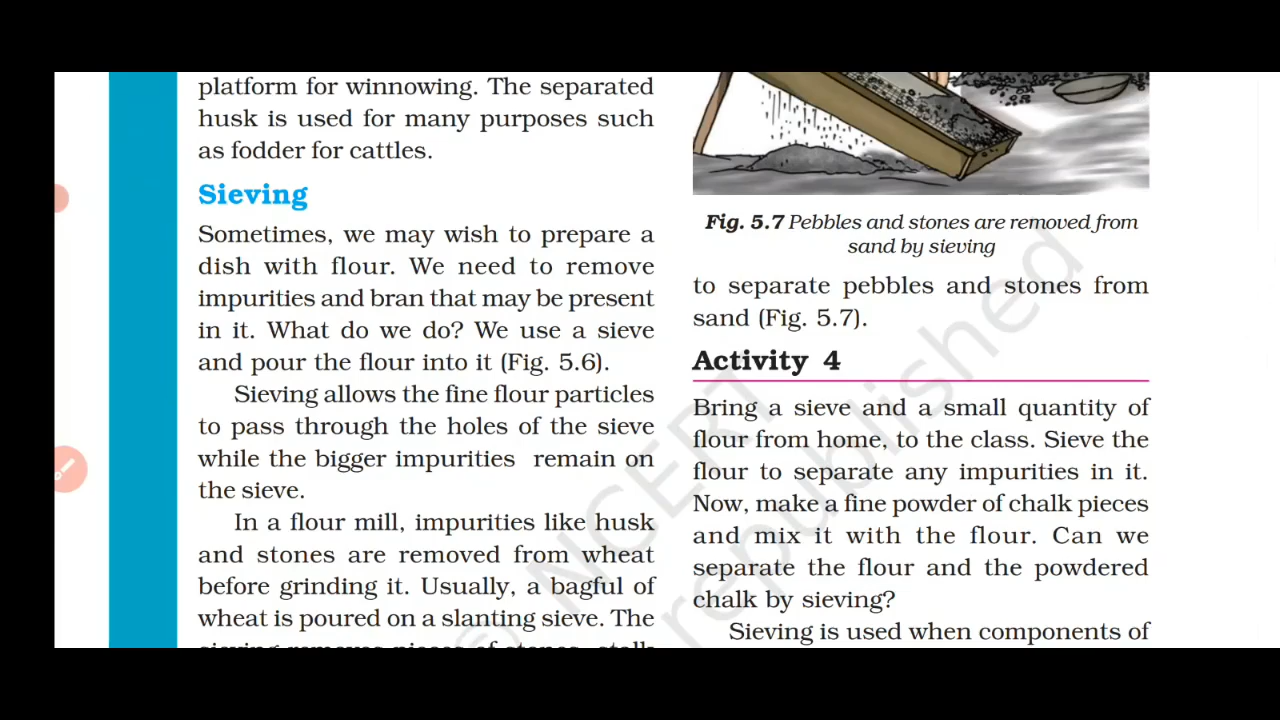 platform for winnowing. The separated
husk is used for many purposes such
as fodder for cattles.
Sieving
Sometimes, we may wish to prepare a
dish with flour. We need to remove
impurities and bran that may be present
in it. What do we do? We use a sieve
and pour the flour into it (Fig. 5.6).
Sieving allows the fine flour particles
to pass through the holes of the sieve
while the bigger impurities remain on
the sieve.
In a flour mill, impurities like husk
and stones are removed from wheat
before grinding it. Usually, a bagful of
wheat is poured on a slanting sieve. The
Fig. 5.7 Pebbles and stones are removed from
sand by sieving
to separate pebbles and stones from
sand (Fig. 5.7).
Activity 4
Bring a sieve and a small quantity of
flour from home, to the class. Sieve the
flour to separate any impurities in it.
Now, make a fine powder of chalk pieces
and mix it with the flour. Can we
separate the flour and the powdered
chalk by sieving?
Sieving is used when components of
© NCERT
republished